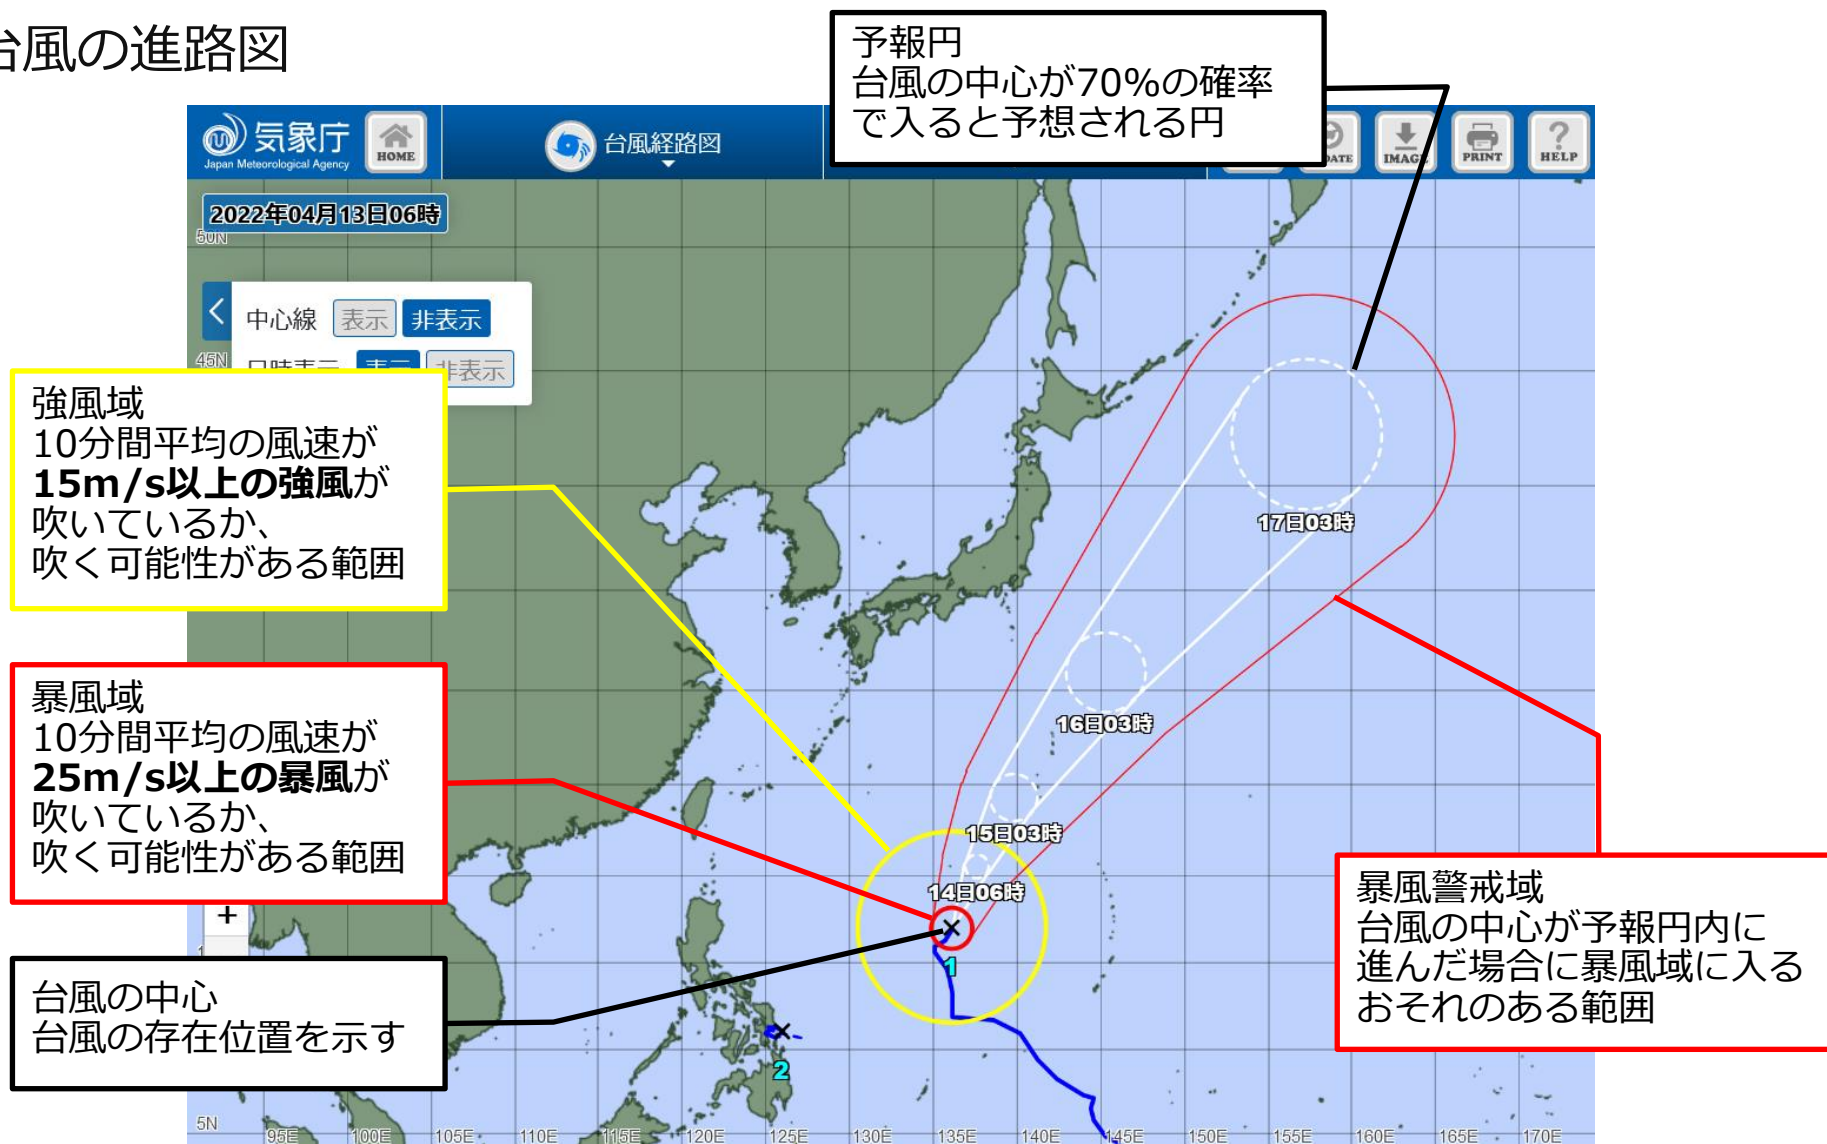 台風の進路図
予報円
台風の中心が70%の確率
で入ると予想される円
気象庁
Japan Meteorological Agency
HOME
台風経路図
IMAGE
PRINT
HELP
2022年04月13日06時
50N
中心線 表示 非表示
45N
日時表示 表示 非表示
強風域
10分間平均の風速が
15m/s以上の強風が
吹いているか、
吹く可能性がある範囲
17日03時
暴風域
10分間平均の風速が
25m/s以上の暴風が
吹いているか、
吹く可能性がある範囲
16日03時
15日03時
14日06時
暴風警戒域
台風の中心が予報円内に
進んだ場合に暴風域に入る
おそれのある範囲
+
1
台風の中心
台風の存在位置を示す
2
5N
95E 100E 105E 110E 115E 120E 125E 130E 135E 140E 145E 150E 155E 160E 165E 170E